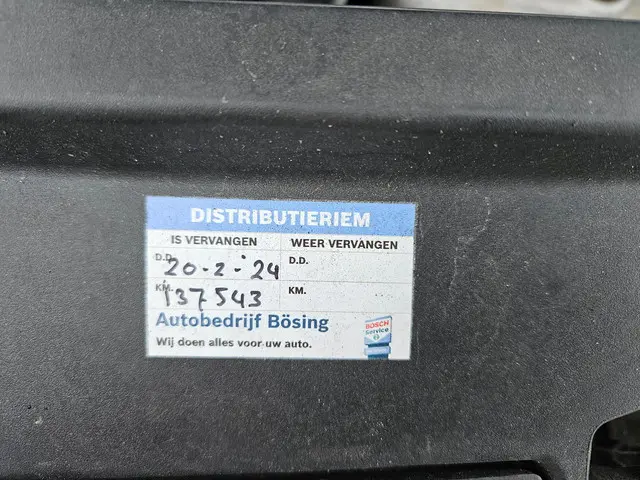 DISTRIBUTIERIEM
IS VERVANGEN WEER VERVANGEN
D.D. 20-2-'24 D.D.
KM. 137543 KM.
Autobedrijf Bösing
BOSCH
Service
Wij doen alles voor uw auto.